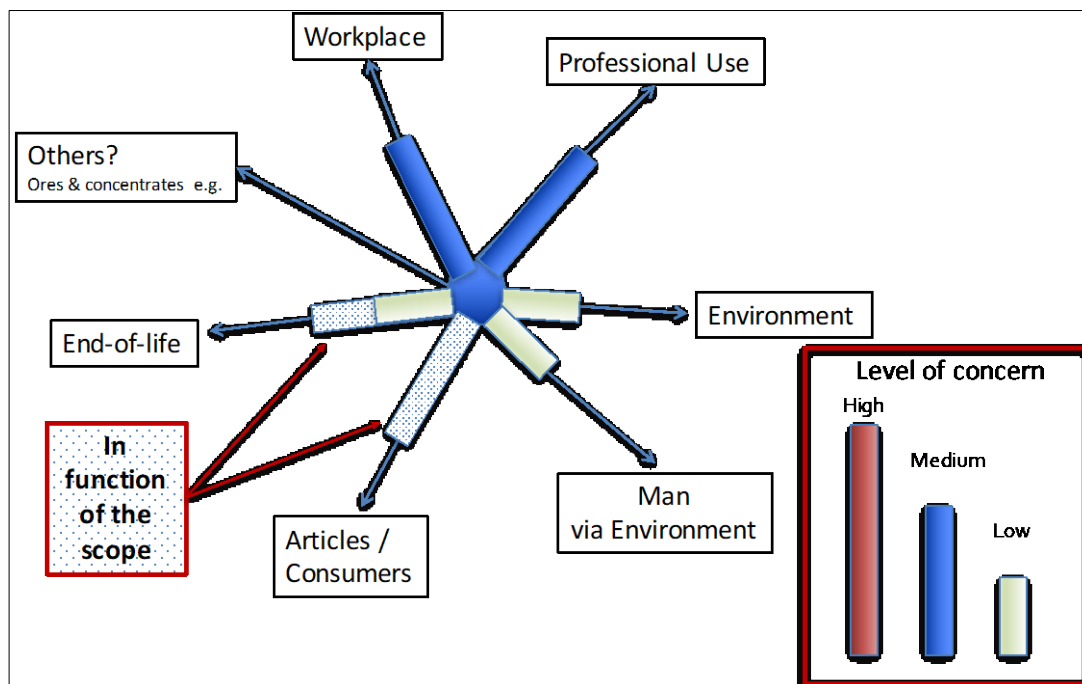 Workplace
Professional Use
Others?
Ores & concentrates e.g.
End-of-life
Environment
In
function
of the
scope
Articles /
Consumers
Man
via Environment
Level of concern
High
Medium
Low